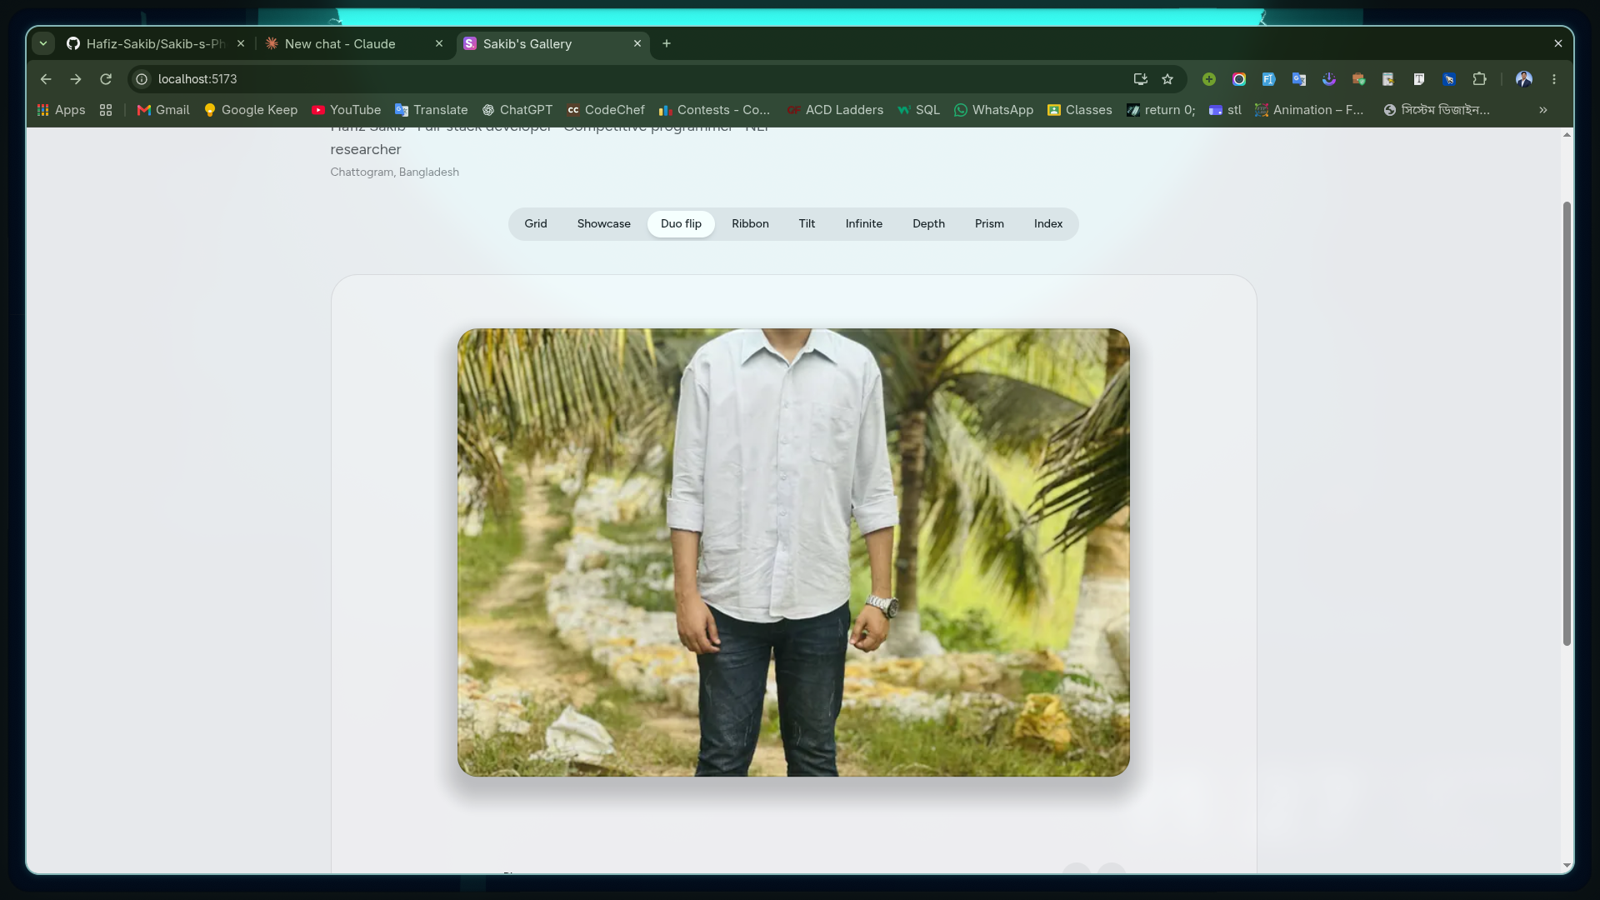 Hafiz-Sakib/Sakib-s-Ph
New chat - Claude
Sakib's Gallery
localhost:5173
Apps
Gmail
Google Keep
YouTube
Translate
ChatGPT
CodeChef
Contests - Co...
ACD Ladders
SQL
WhatsApp
Classes
return 0;
stl
Animation – F...
সিস্টেম ডিজাইন...
researcher
Chattogram, Bangladesh
Grid
Showcase
Duo flip
Ribbon
Tilt
Infinite
Depth
Prism
Index